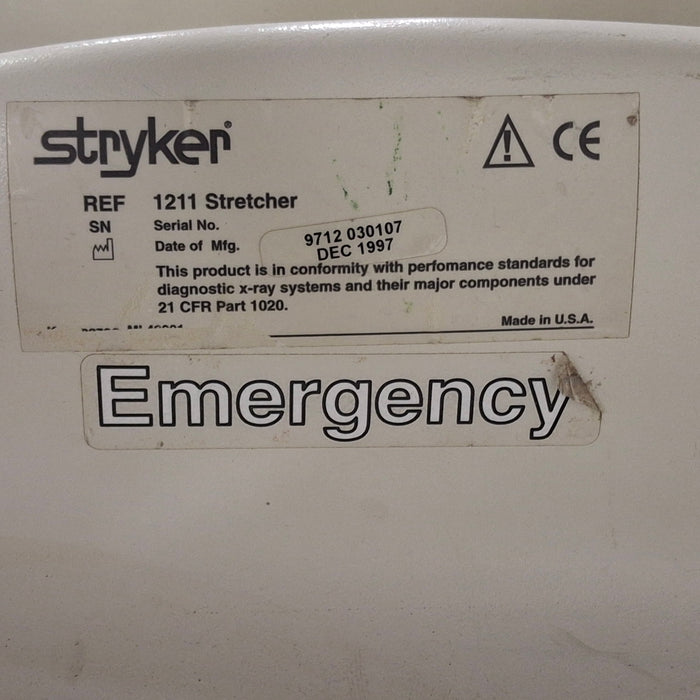 stryker®
CE
REF 1211 Stretcher
SN Serial No. 9712 030107
Date of Mfg. DEC 1997
This product is in conformity with perfomance standards for
diagnostic x-ray systems and their major components under
21 CFR Part 1020.
Made in U.S.A.
Emergency